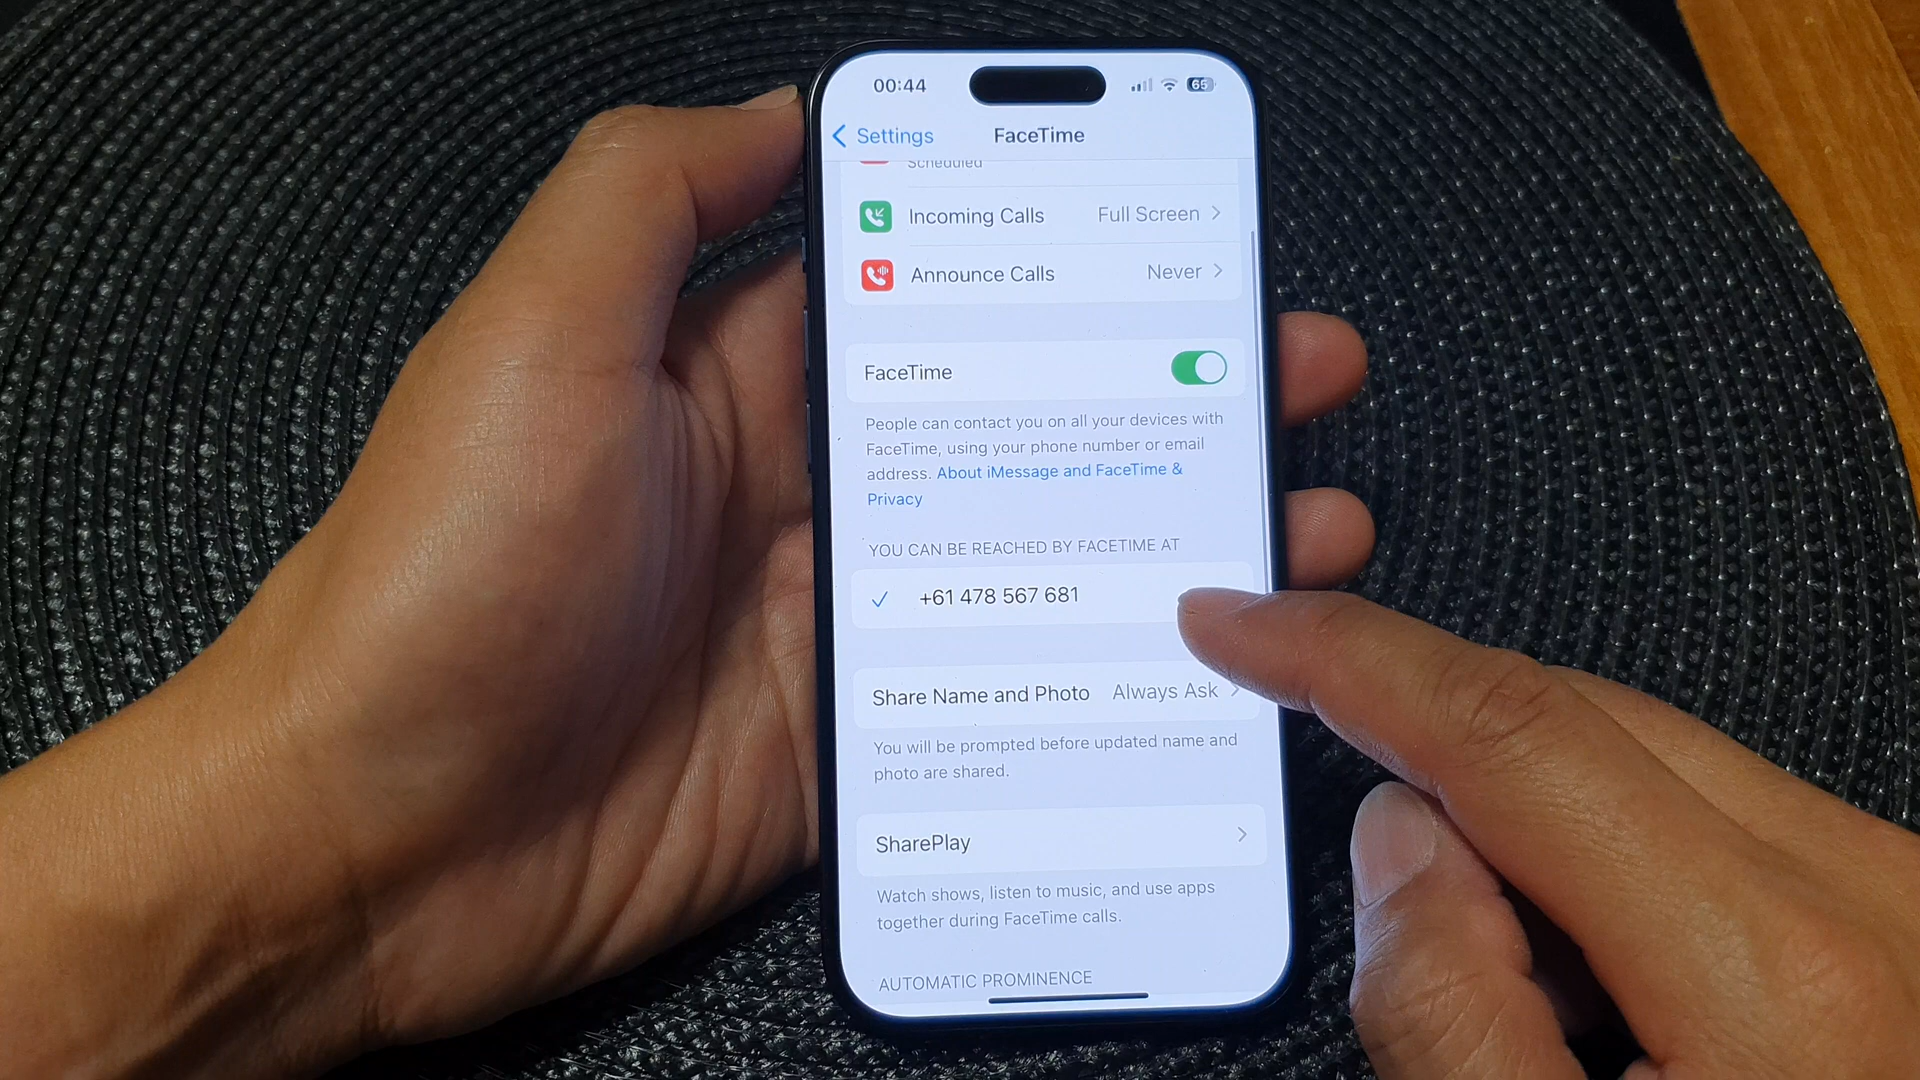 00:44
65
Settings
FaceTime
Scheduled
Incoming Calls
Full Screen
Announce Calls
Never
FaceTime
People can contact you on all your devices with
FaceTime, using your phone number or email
address. About iMessage and FaceTime &
Privacy
YOU CAN BE REACHED BY FACETIME AT
+61 478 567 681
Share Name and Photo
Always Ask
You will be prompted before updated name and
photo are shared.
SharePlay
Watch shows, listen to music, and use apps
together during FaceTime calls.
AUTOMATIC PROMINENCE